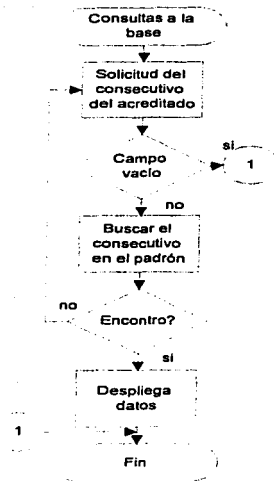 Consultas a la
base
Solicitud del
consecutivo
del acreditado
si
Campo
vacío
1
no
Buscar el
consecutivo
en el padrón
no
Encontro?
si
Despliega
datos
1
Fin